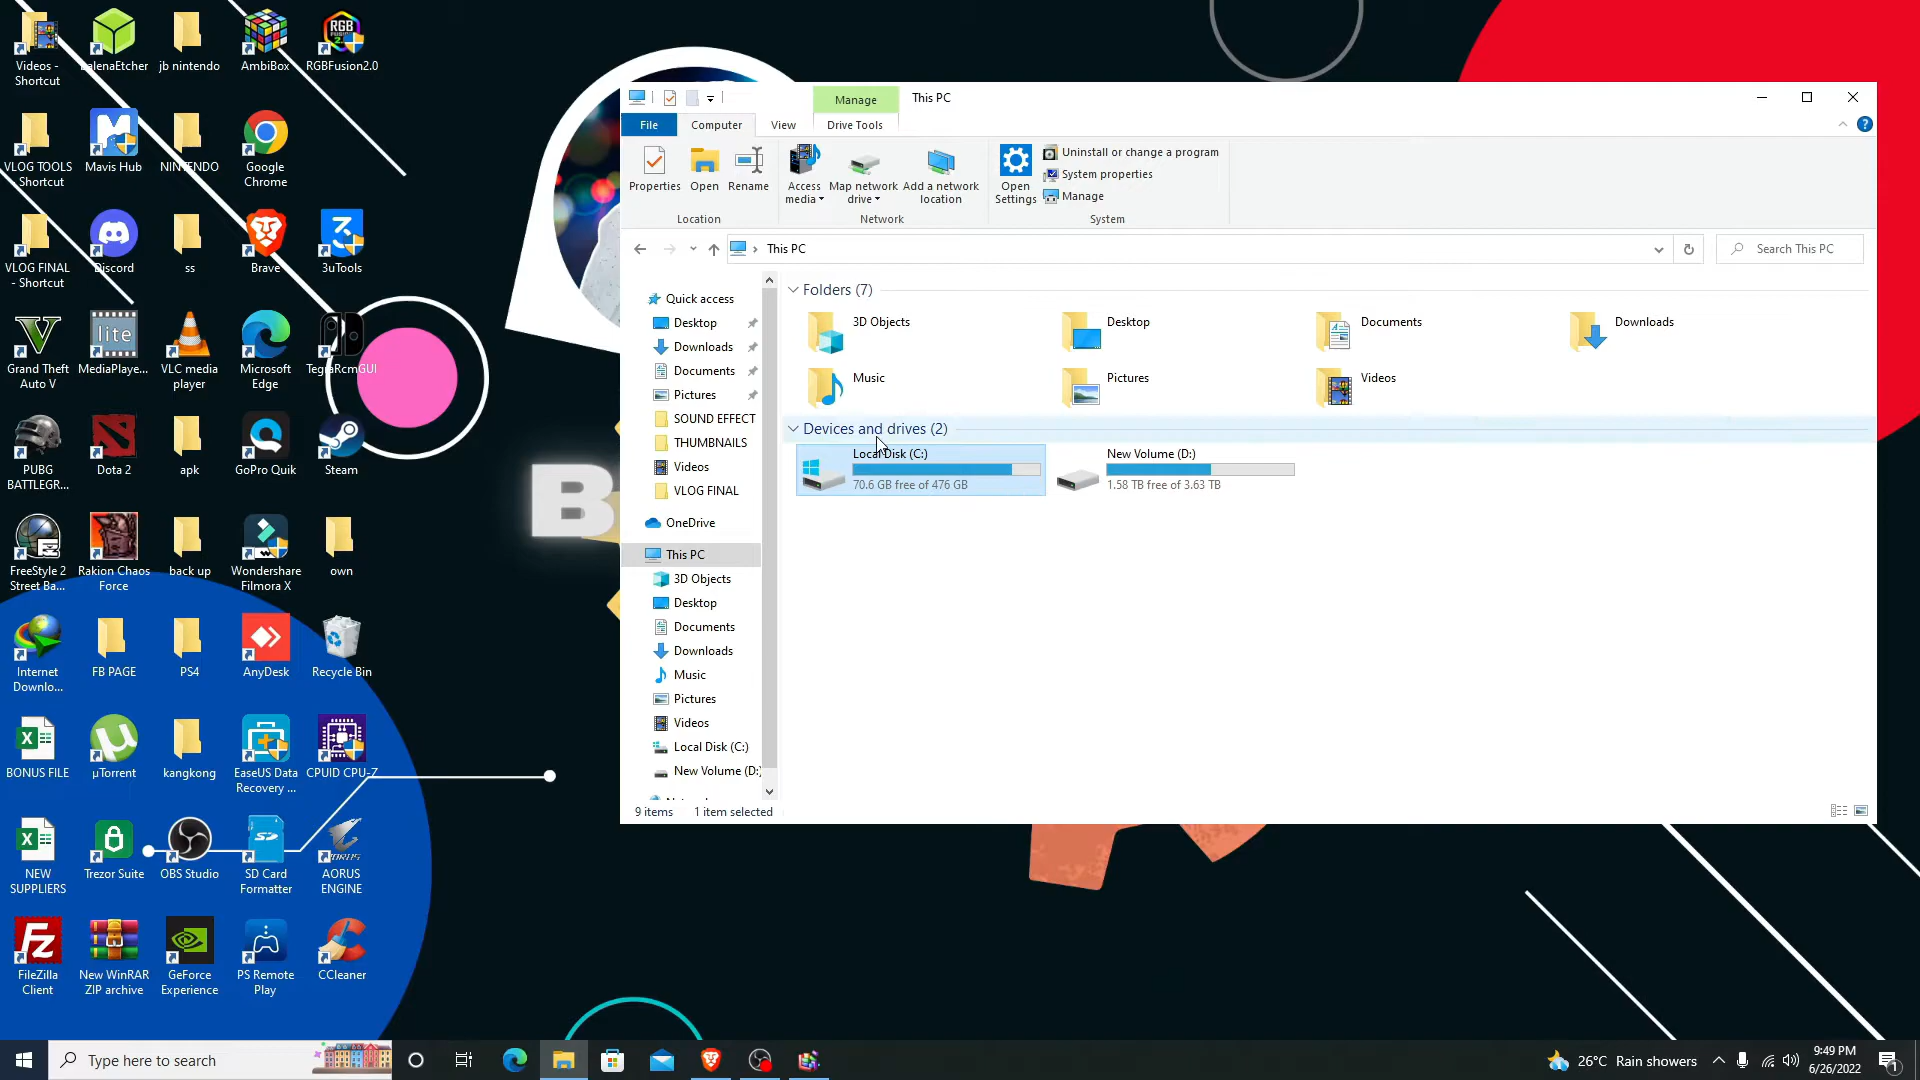 Videos -
Shortcut
balenaEtcher
jb nintendo
AmbiBox
RGBFusion2.0
VLOG TOOLS
Shortcut
Mavis Hub
NINTENDO
Google
Chrome
VLOG FINAL
- Shortcut
Discord
ss
Brave
3uTools
Grand Theft
Auto V
MediaPlaye...
VLC media
player
Microsoft
Edge
TegraRcmGUI
PUBG
BATTLEGR...
Dota 2
apk
GoPro Quik
Steam
FreeStyle 2
Street Ba...
Rakion Chaos
Force
back up
Wondershare
Filmora X
own
Internet
Downlo...
FB PAGE
PS4
AnyDesk
Recycle Bin
BONUS FILE
µTorrent
kangkong
EaseUS Data
Recovery ...
CPUID CPU-Z
NEW
SUPPLIERS
Trezor Suite
OBS Studio
SD Card
Formatter
AORUS
ENGINE
FileZilla
Client
New WinRAR
ZIP archive
GeForce
Experience
PS Remote
Play
CCleaner
lite
B
Manage
This PC
File
Computer
View
Drive Tools
Properties
Open
Rename
Access
media
Map network
drive
Add a network
location
Open
Settings
Uninstall or change a program
System properties
Manage
Location
Network
System
This PC
Search This PC
Quick access
Desktop
Downloads
Documents
Pictures
SOUND EFFECT
THUMBNAILS
Videos
VLOG FINAL
OneDrive
This PC
3D Objects
Desktop
Documents
Downloads
Music
Pictures
Videos
Local Disk (C:)
New Volume (D:)
Folders (7)
3D Objects
Desktop
Documents
Downloads
Music
Pictures
Videos
Devices and drives (2)
Local Disk (C:)
70.6 GB free of 476 GB
New Volume (D:)
1.58 TB free of 3.63 TB
9 items
1 item selected
Type here to search
26°C Rain showers
9:49 PM
6/26/2022
1